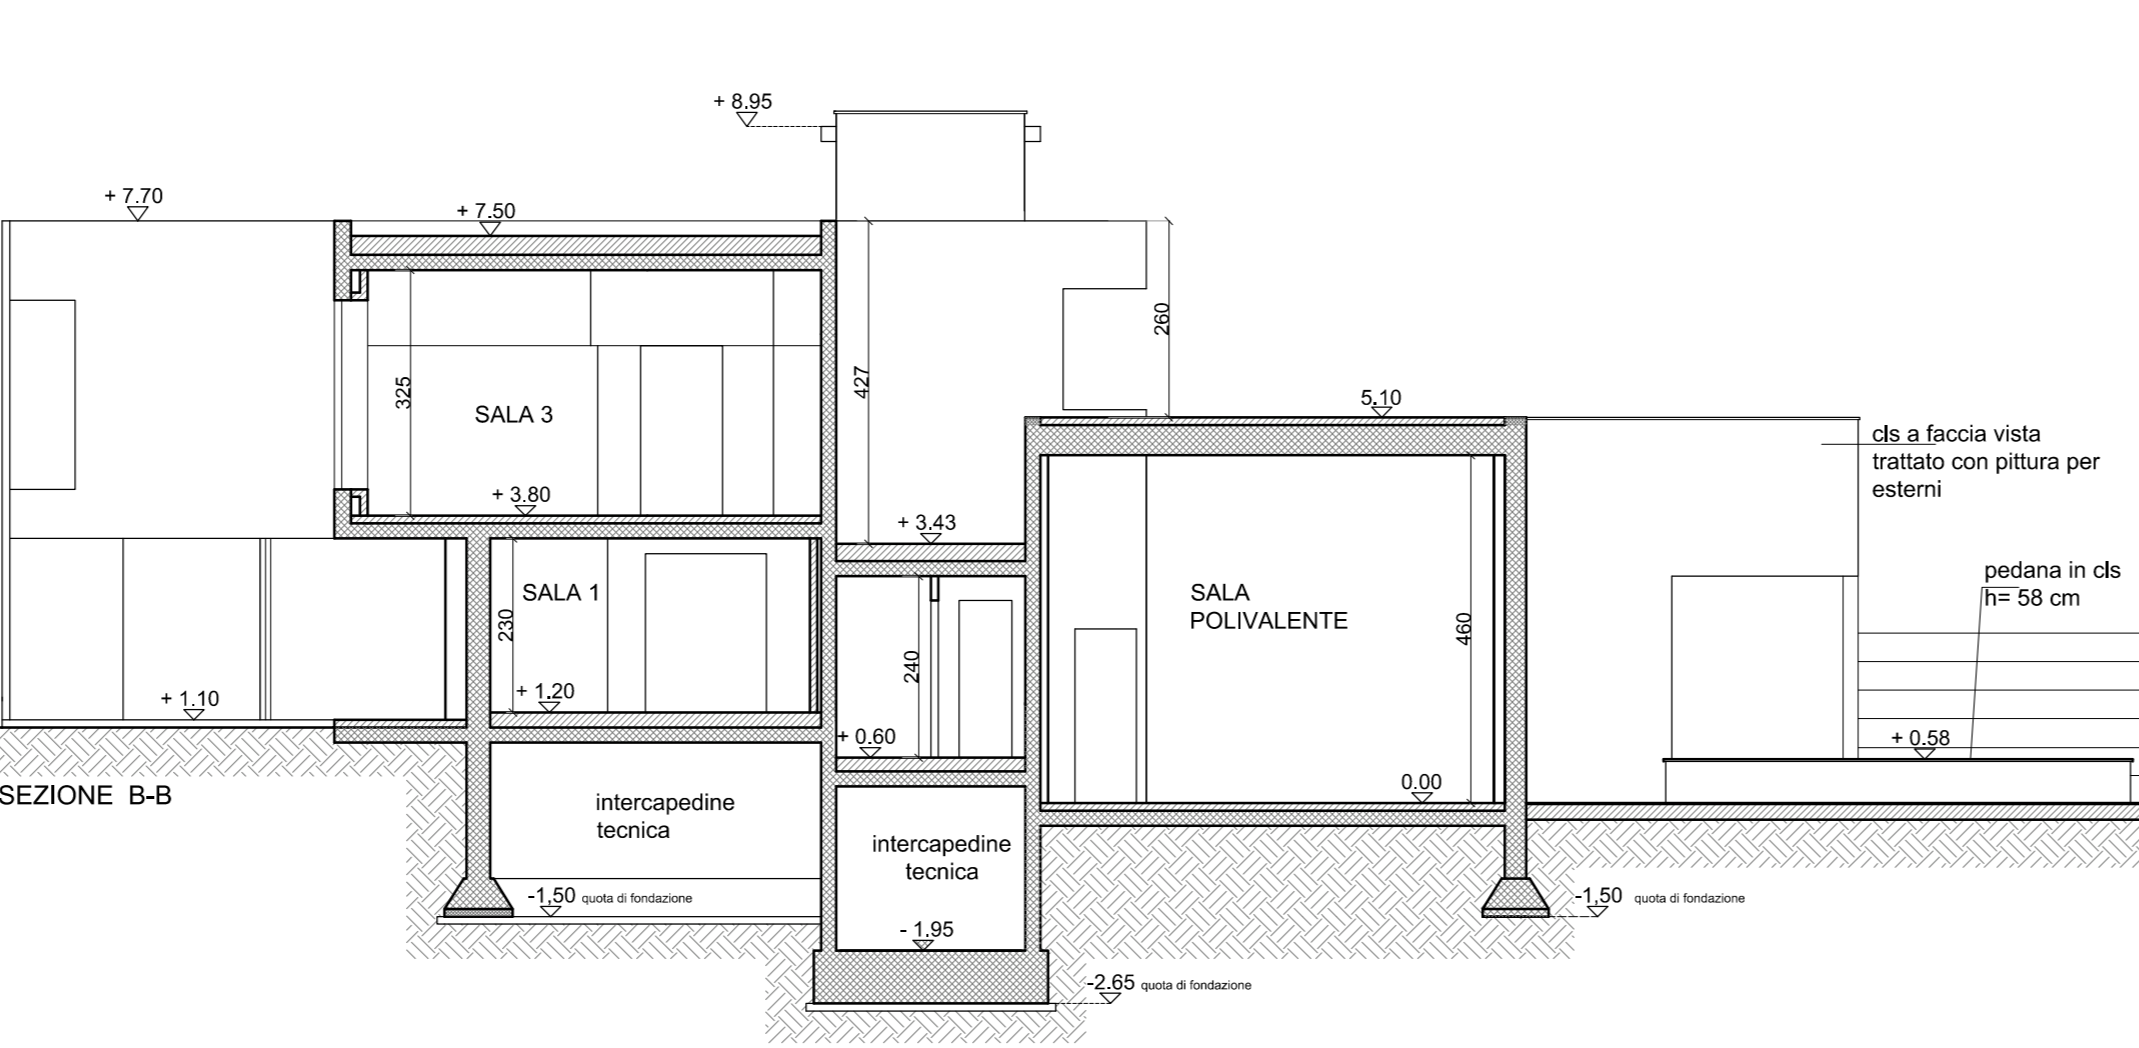 + 8.95
+ 7.70
+ 7.50
260
427
325
5.10
SALA 3
cls a faccia vista
trattato con pittura per
esterni
+ 3.80
+ 3.43
pedana in cls
h= 58 cm
SALA 1
SALA
POLIVALENTE
230
460
240
+ 1.20
+ 1.10
+ 0.60
+ 0.58
0.00
SEZIONE B-B
intercapedine
tecnica
intercapedine
tecnica
-1,50 quota di fondazione
-1,50 quota di fondazione
- 1.95
-2.65 quota di fondazione